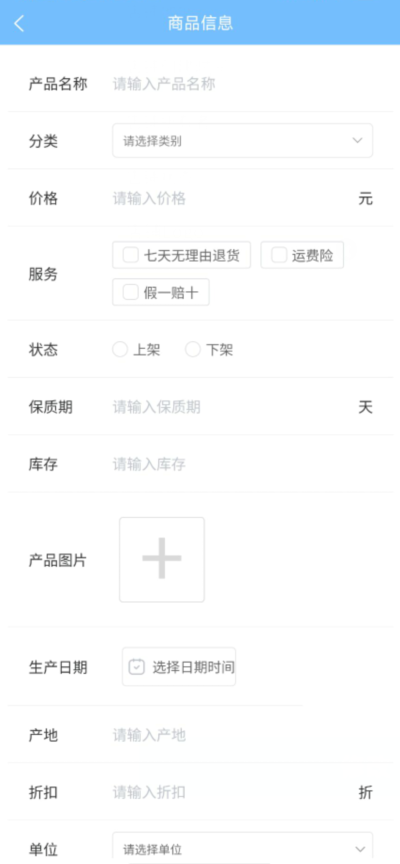 商品信息
产品名称 请输入产品名称
分类 请选择类别
价格 请输入价格 元
服务 七天无理由退货 运费险
假一赔十
状态 上架 下架
保质期 请输入保质期 天
库存 请输入库存
产品图片
生产日期 选择日期时间
产地 请输入产地
折扣 请输入折扣 折
单位 请选择单位